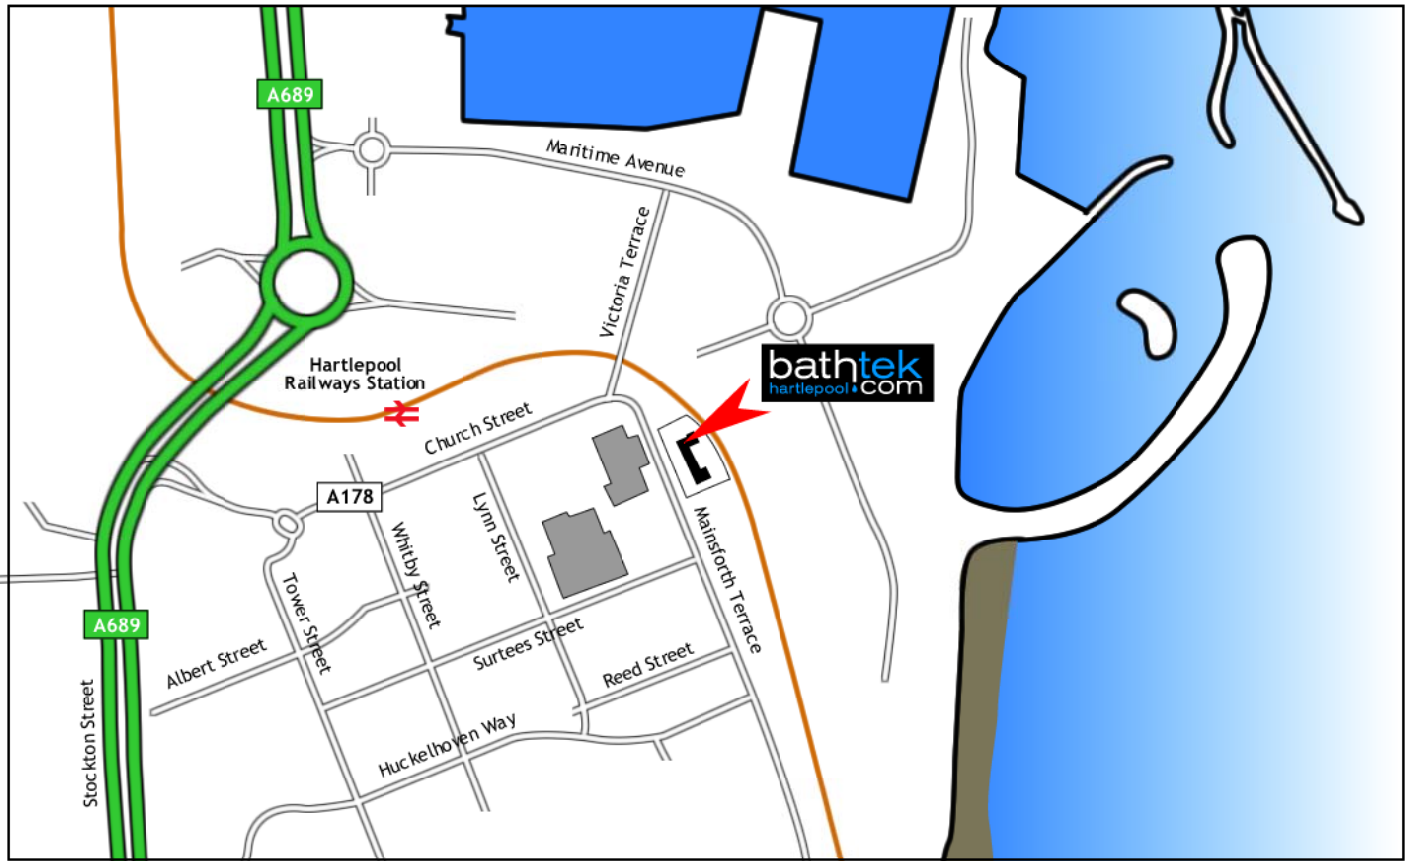 A689
Maritime Avenue
Victoria Terrace
Hartlepool
Railways Station
bathtek
hartlepool.com
Church Street
A178
Lynn Street
Whitby Street
Mainsforth Terrace
Tower Street
A689
Albert Street
Surtees Street
Reed Street
Stockton Street
Huckelhoven Way